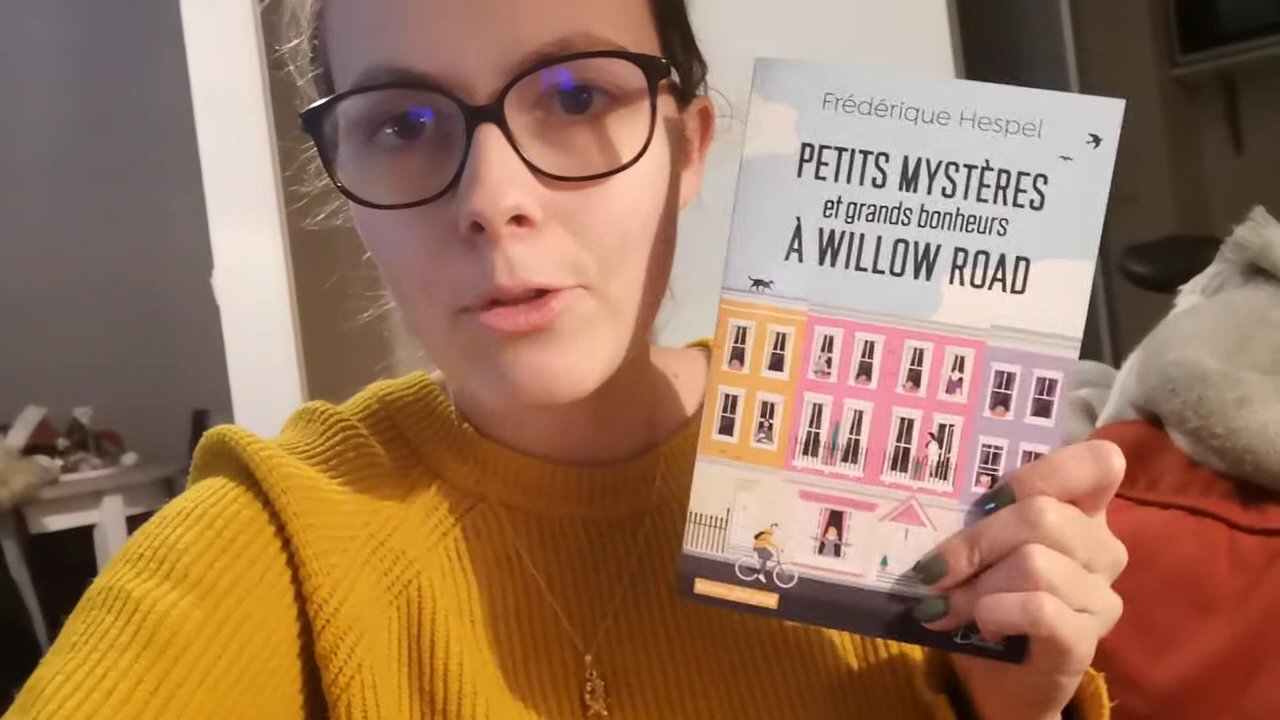 Frédérique Hespel
PETITS MYSTÈRES
et grands bonheurs
À WILLOW ROAD